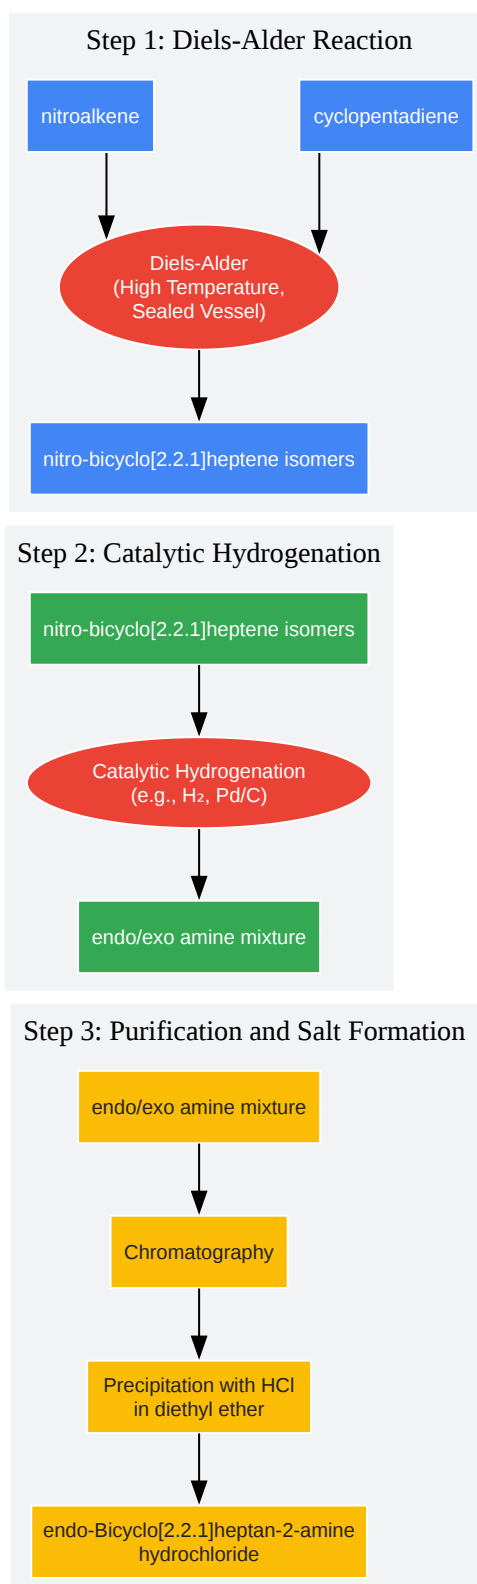 Step 1: Diels-Alder Reaction
nitroalkene
cyclopentadiene
Diels-Alder
(High Temperature,
Sealed Vessel)
nitro-bicyclo[2.2.1]heptene isomers
Step 2: Catalytic Hydrogenation
nitro-bicyclo[2.2.1]heptene isomers
Catalytic Hydrogenation
(e.g., H₂, Pd/C)
endo/exo amine mixture
Step 3: Purification and Salt Formation
endo/exo amine mixture
Chromatography
Precipitation with HCl
in diethyl ether
endo-Bicyclo[2.2.1]heptan-2-amine
hydrochloride